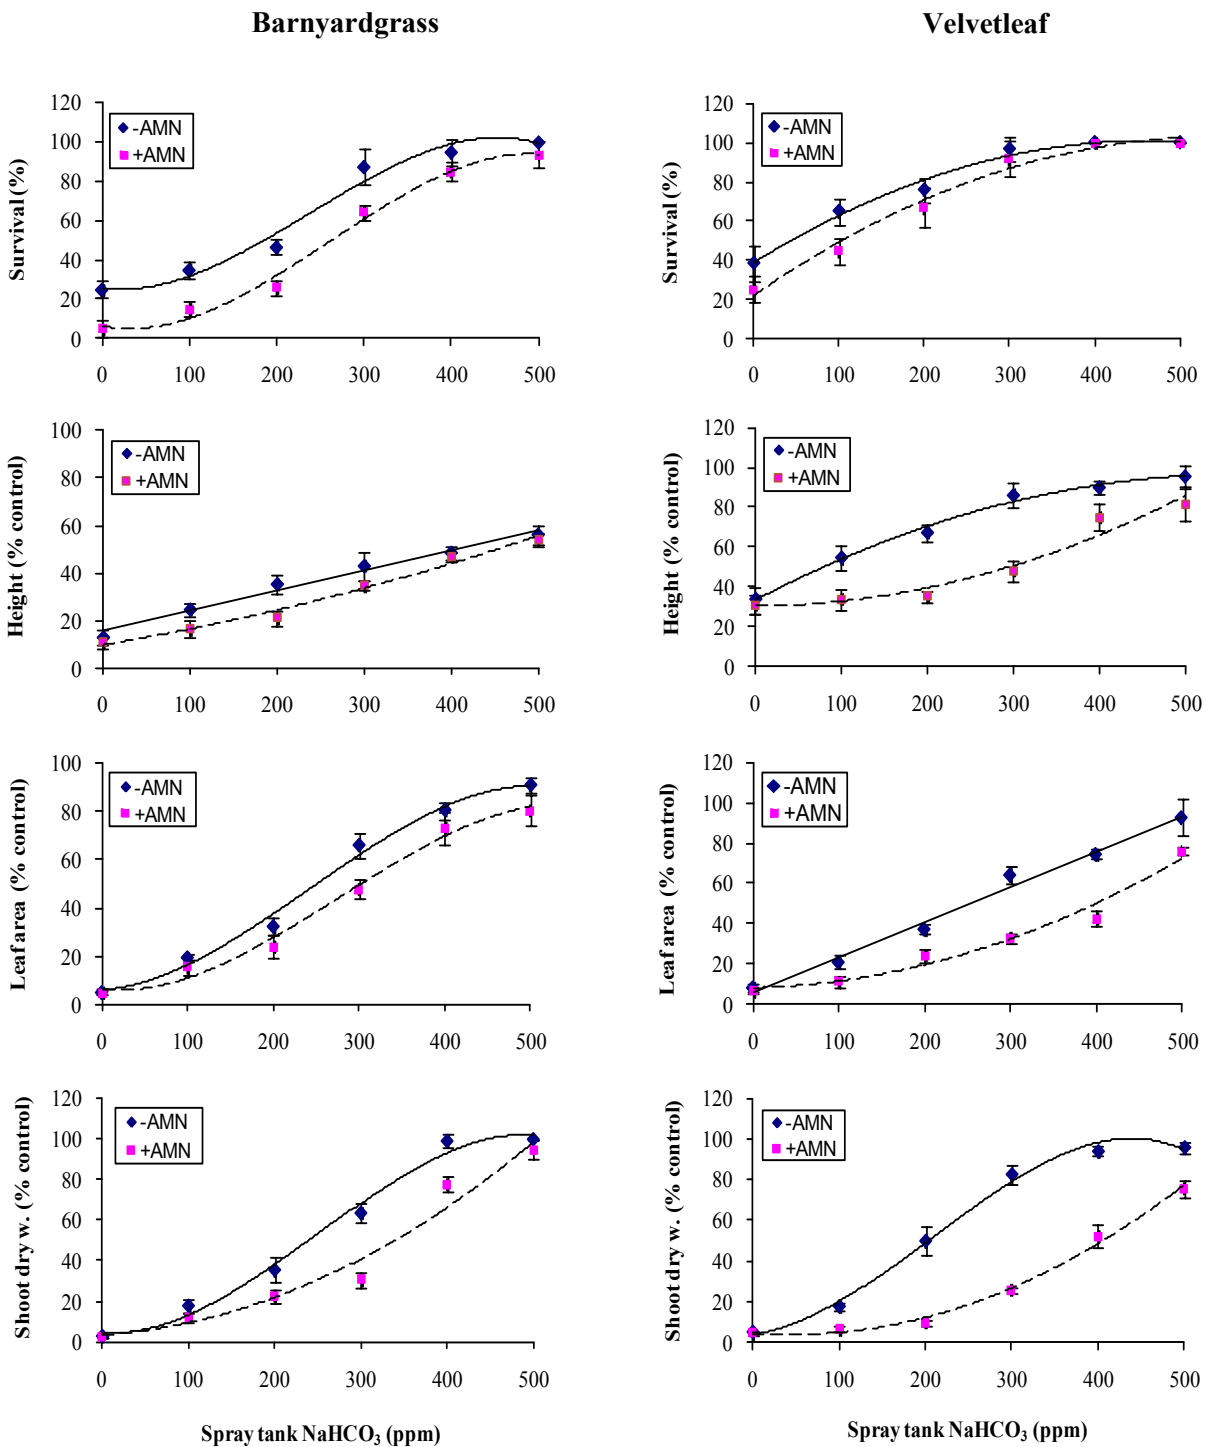 Barnyardgrass
Velvetleaf
Survival (%)
120
100
80
60
40
20
0
-AMN
+AMN
0 100 200 300 400 500
Survival (%)
120
100
80
60
40
20
0
-AMN
+AMN
0 100 200 300 400 500
Height (% control)
100
80
60
40
20
0
-AMN
+AMN
0 100 200 300 400 500
Height (% control)
120
100
80
60
40
20
0
-AMN
+AMN
0 100 200 300 400 500
Leaf area (% control)
100
80
60
40
20
0
-AMN
+AMN
0 100 200 300 400 500
Leaf area (% control)
120
100
80
60
40
20
0
-AMN
+AMN
0 100 200 300 400 500
Shoot dry w. (% control)
120
100
80
60
40
20
0
-AMN
+AMN
0 100 200 300 400 500
Spray tank NaHCO₃ (ppm)
Shoot dry w. (% control)
120
100
80
60
40
20
0
-AMN
+AMN
0 100 200 300 400 500
Spray tank NaHCO₃ (ppm)